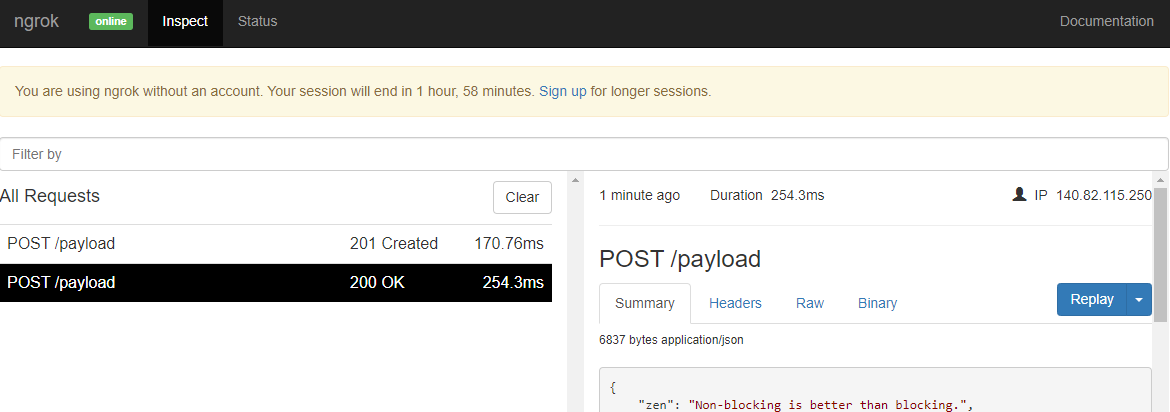 ngrok online Inspect Status Documentation
You are using ngrok without an account. Your session will end in 1 hour, 58 minutes. Sign up for longer sessions.
Filter by
All Requests Clear
POST /payload 201 Created 170.76ms
POST /payload 200 OK 254.3ms
1 minute ago Duration 254.3ms IP 140.82.115.250
POST /payload
Summary Headers Raw Binary Replay
6837 bytes application/json
{
"zen": "Non-blocking is better than blocking.",